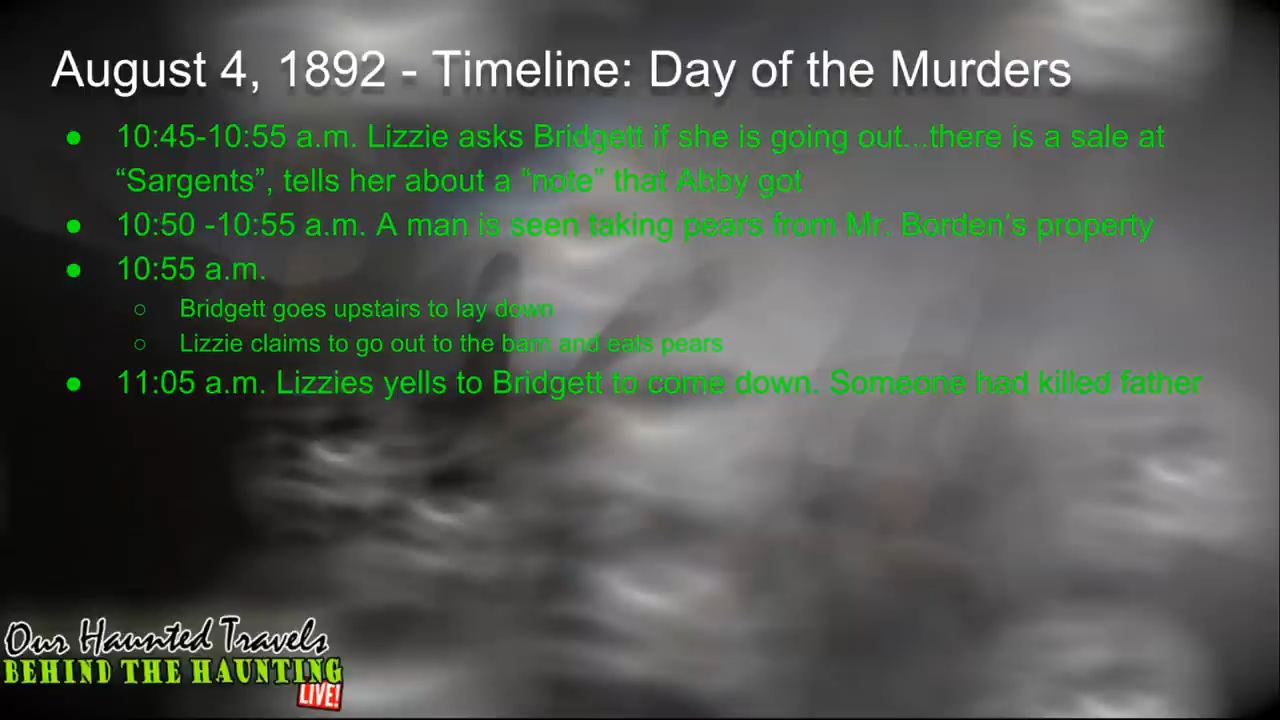 August 4, 1892 - Timeline: Day of the Murders
● 10:45-10:55 a.m. Lizzie asks Bridgett if she is going out...there is a sale at
“Sargents”, tells her about a “note” that Abby got
● 10:50 -10:55 a.m. A man is seen taking pears from Mr. Borden's property
● 10:55 a.m.
○ Bridgett goes upstairs to lay down
○ Lizzie claims to go out to the barn and eats pears
● 11:05 a.m. Lizzies yells to Bridgett to come down. Someone had killed father
Our Haunted Travels
BEHIND THE HAUNTING
LIVE!